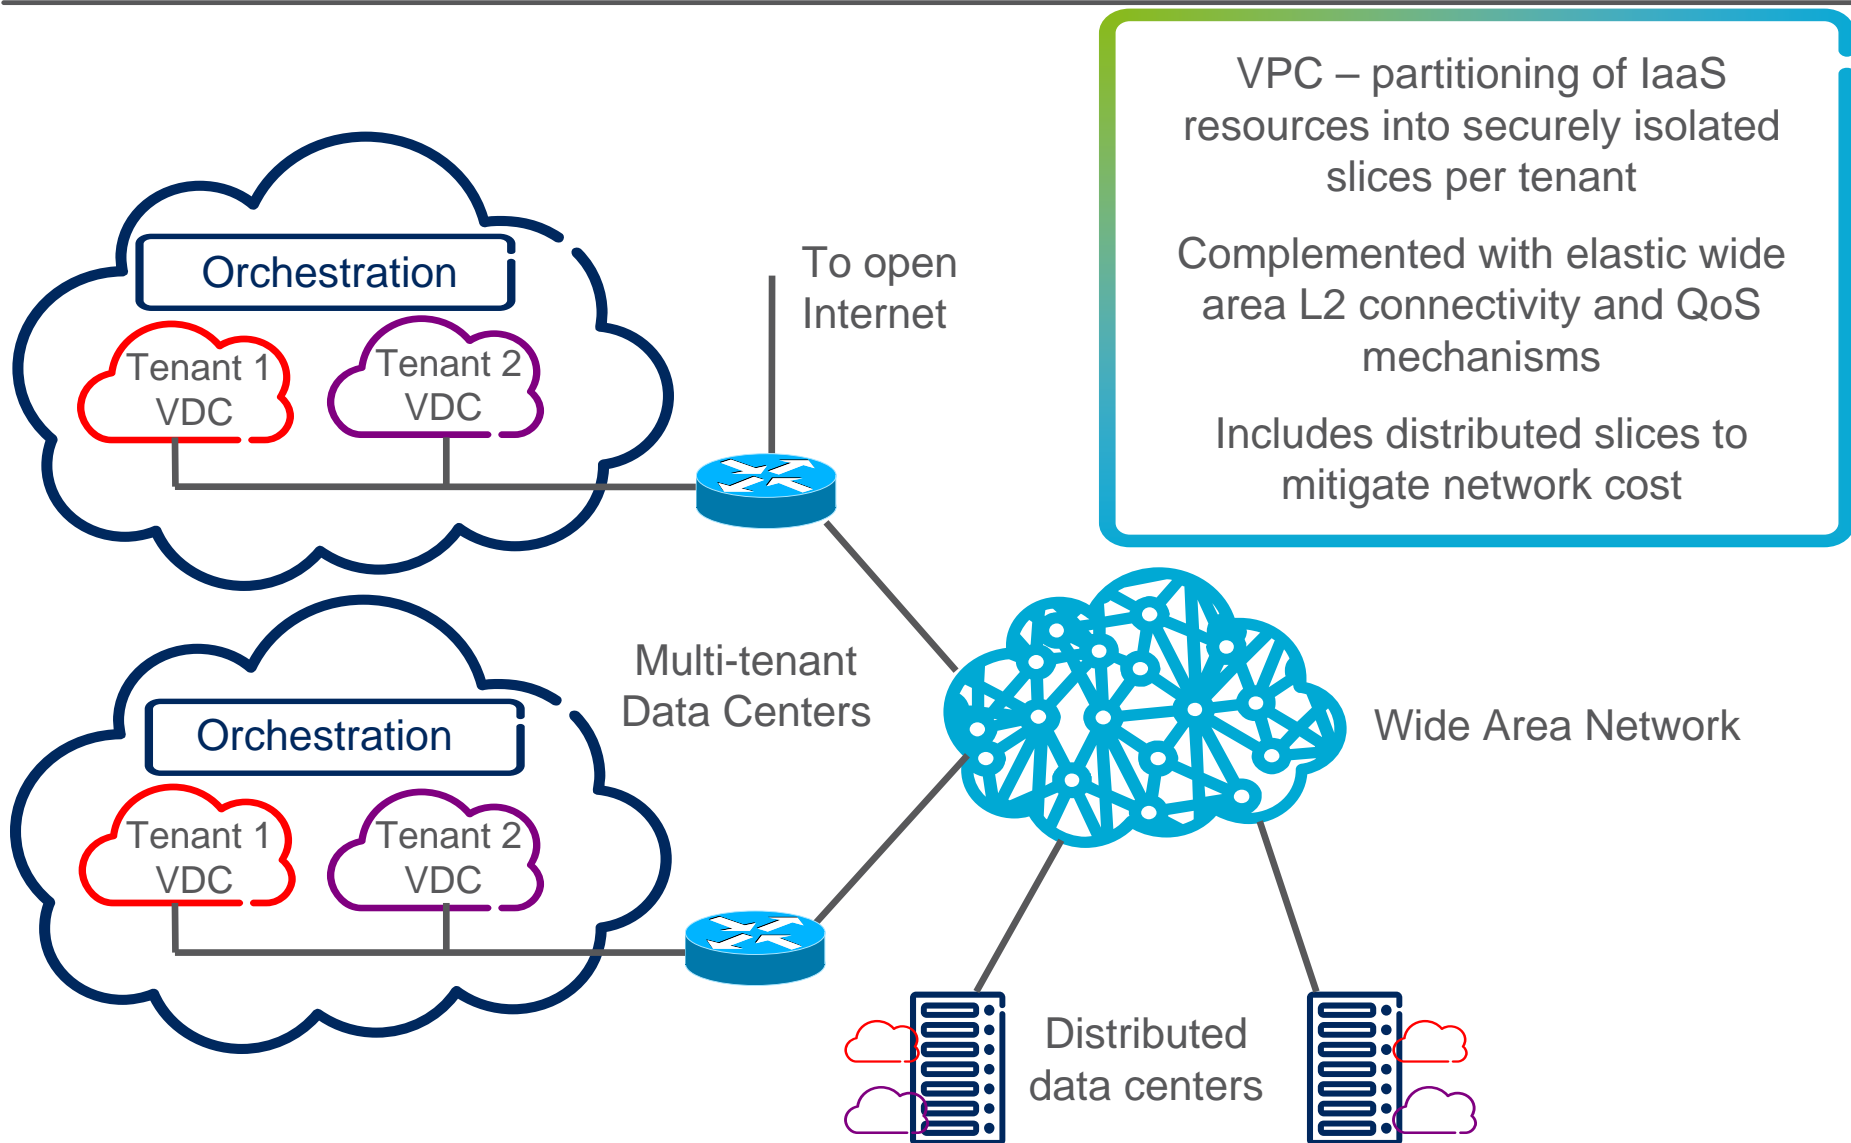 VPC – partitioning of IaaS
resources into securely isolated
slices per tenant
Complemented with elastic wide
area L2 connectivity and QoS
mechanisms
Includes distributed slices to
mitigate network cost
Orchestration
To open
Internet
Tenant 1
VDC
Tenant 2
VDC
Multi-tenant
Data Centers
Wide Area Network
Orchestration
Tenant 1
VDC
Tenant 2
VDC
Distributed
data centers